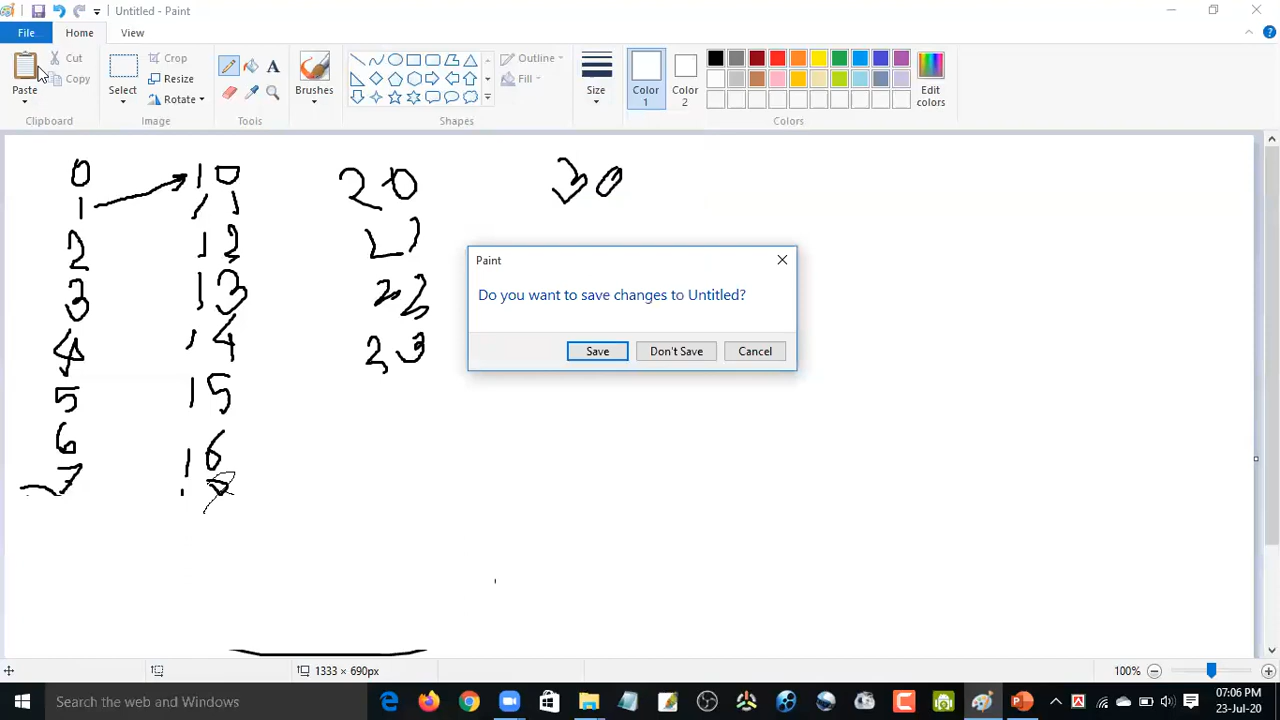 Untitled - Paint
File Home View
Paste Cut Copy Select Crop Resize Rotate Brushes Outline Fill Size Color 1 Color 2 Edit colors
Clipboard Image Tools Shapes Colors
0 10 20 30
1 11
2 12 22
3 13 23
4 14
5 15
6 16
7
Paint
Do you want to save changes to Untitled?
Save Don't Save Cancel
1333 × 690px 100%
Search the web and Windows
07:06 PM
23-Jul-20